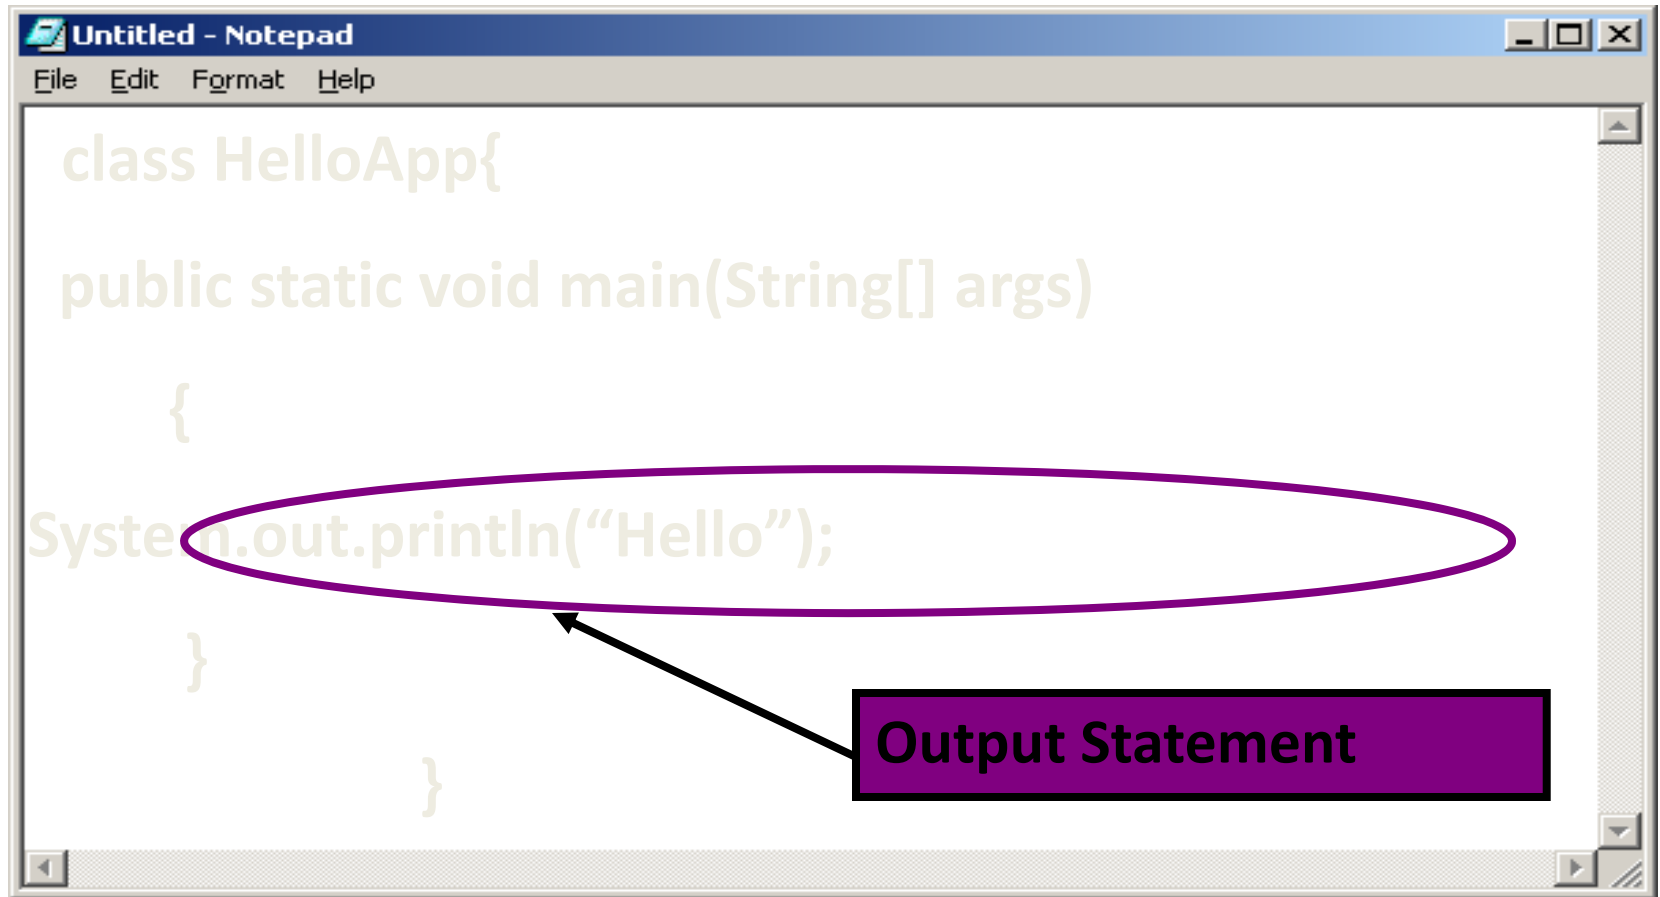 Untitled - Notepad
File Edit Format Help
class HelloApp{
public static void main(String[] args)
{
System.out.println(“Hello”);
}
Output Statement
}